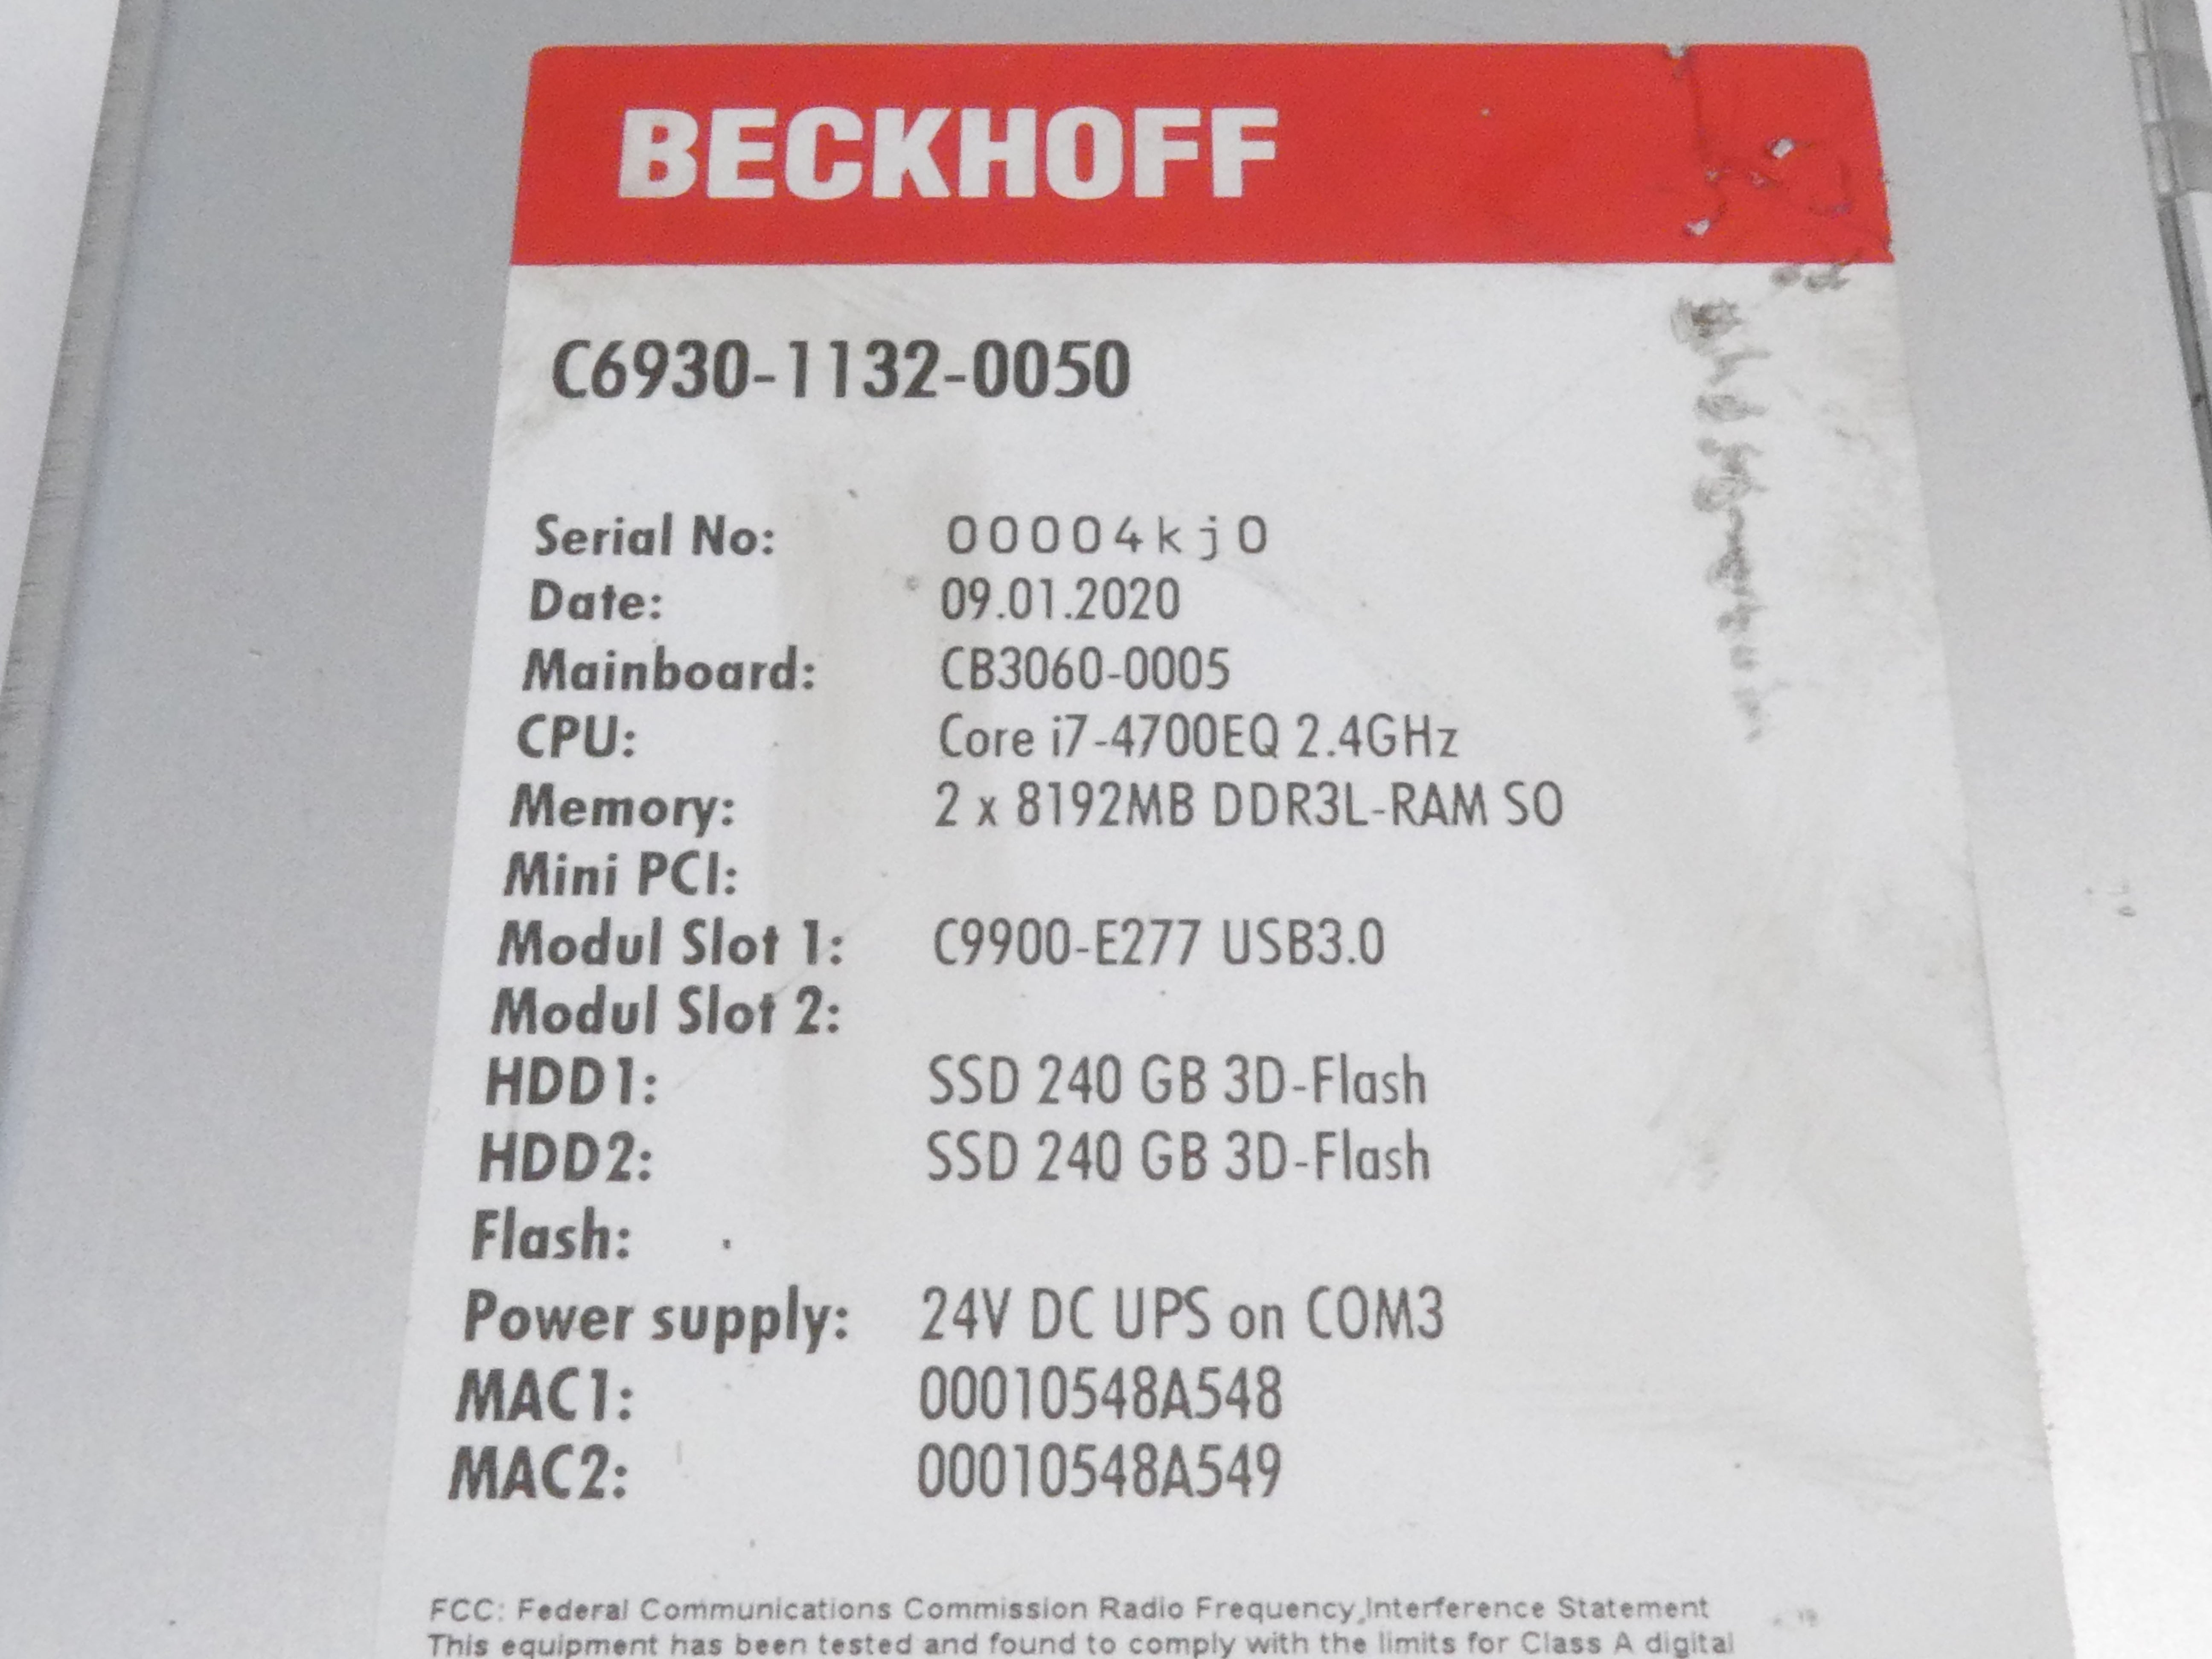 BECKHOFF
C6930-1132-0050
Serial No: 00004kj0
Date: 09.01.2020
Mainboard: CB3060-0005
CPU: Core i7-4700EQ 2.4GHz
Memory: 2 x 8192MB DDR3L-RAM SO
Mini PCI:
Modul Slot 1: C9900-E277 USB3.0
Modul Slot 2:
HDD1: SSD 240 GB 3D-Flash
HDD2: SSD 240 GB 3D-Flash
Flash:
Power supply: 24V DC UPS on COM3
MAC1: 00010548A548
MAC2: 00010548A549
FCC: Federal Communications Commission Radio Frequency Interference Statement
This equipment has been tested and found to comply with the limits for Class A digital